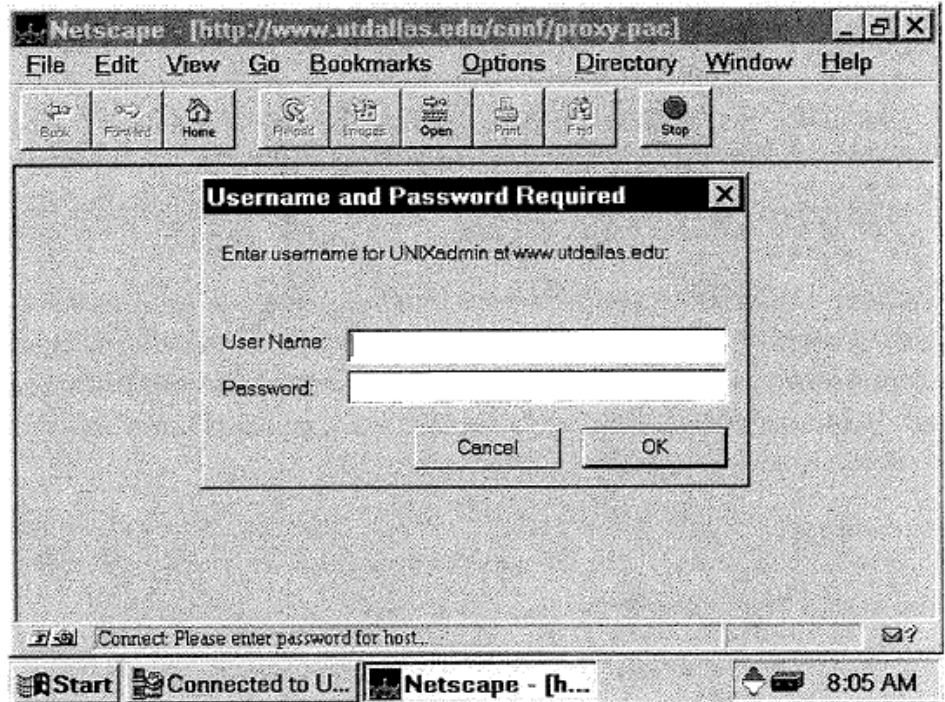 Netscape - [http://www.utdallas.edu/conf/proxy.pac]
File Edit View Go Bookmarks Options Directory Window Help
Back Forward Home Reload Images Open Print Find Stop
Username and Password Required
Enter username for UNIXadmin at www.utdallas.edu:
User Name:
Password:
Cancel OK
Connect: Please enter password for host...
Start Connected to U... Netscape - [h... 8:05 AM